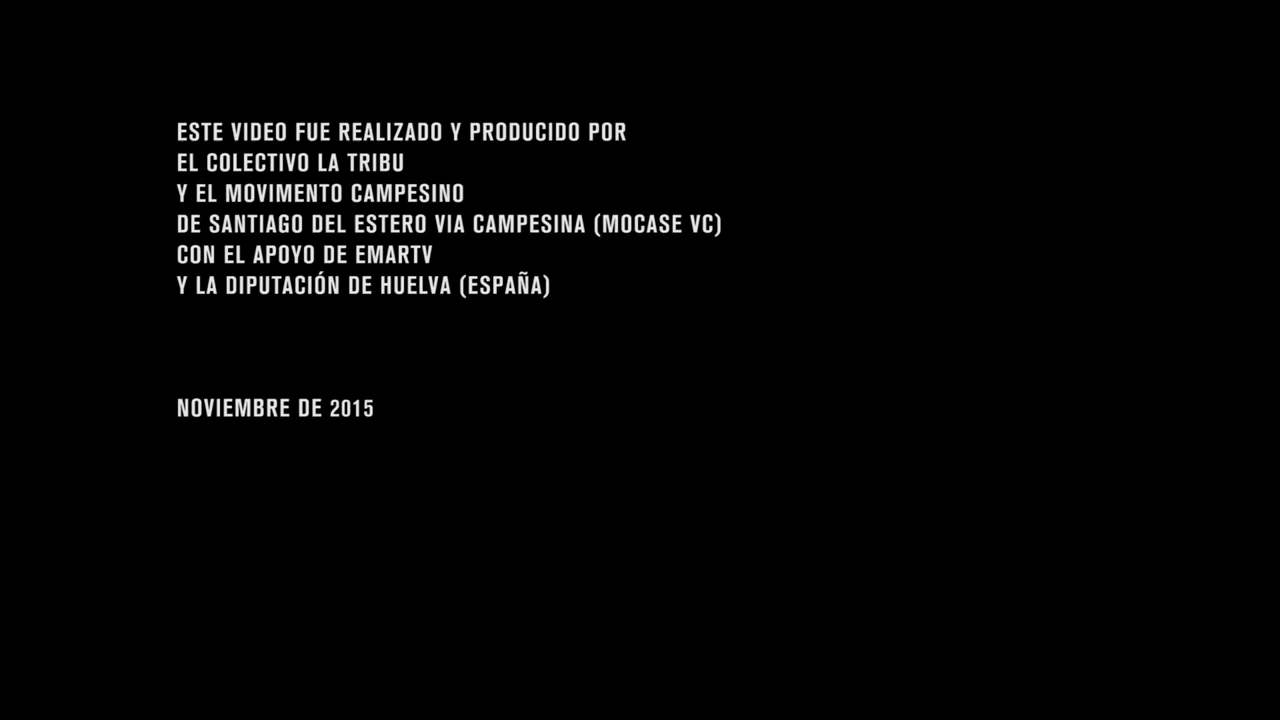 ESTE VIDEO FUE REALIZADO Y PRODUCIDO POR
EL COLECTIVO LA TRIBU
Y EL MOVIMENTO CAMPESINO
DE SANTIAGO DEL ESTERO VIA CAMPESINA (MOCASE VC)
CON EL APOYO DE EMARTV
Y LA DIPUTACIÓN DE HUELVA (ESPAÑA)
NOVIEMBRE DE 2015